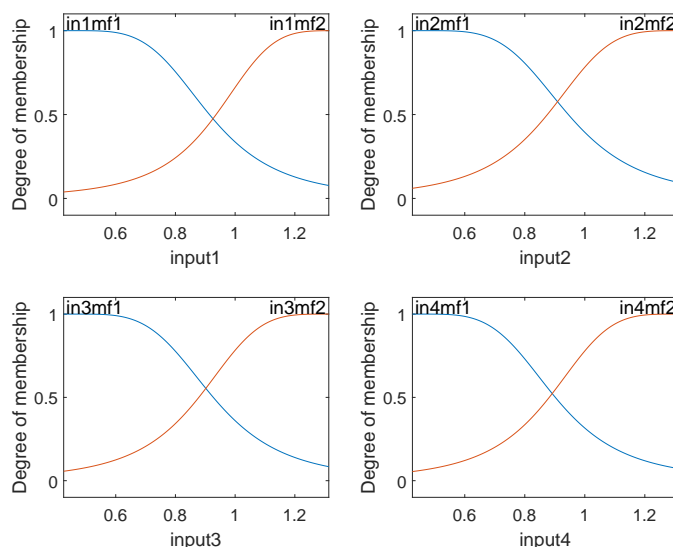 in1mf1 in1mf2
Degree of membership
1
0.5
0
0.6 0.8 1 1.2
input1
in2mf1 in2mf2
Degree of membership
1
0.5
0
0.6 0.8 1 1.2
input2
in3mf1 in3mf2
Degree of membership
1
0.5
0
0.6 0.8 1 1.2
input3
in4mf1 in4mf2
Degree of membership
1
0.5
0
0.6 0.8 1 1.2
input4